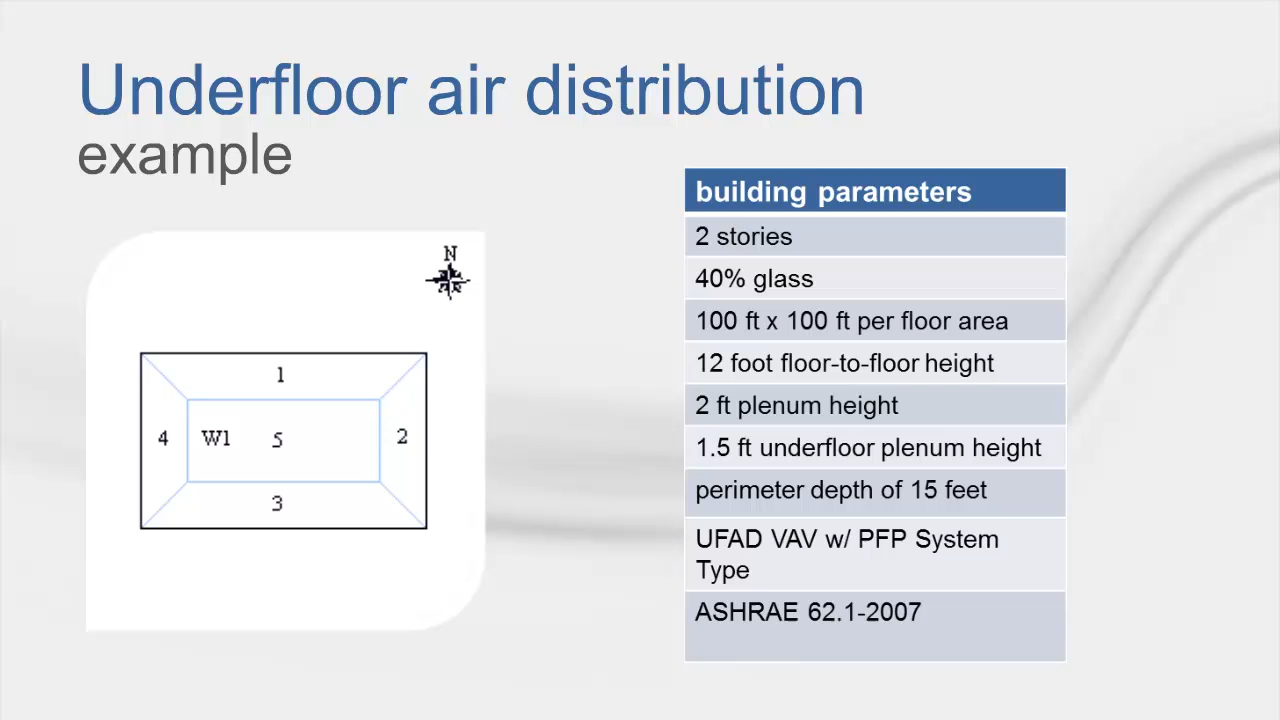 Underfloor air distribution
example
N
1
4
W1
5
2
3
building parameters
2 stories
40% glass
100 ft x 100 ft per floor area
12 foot floor-to-floor height
2 ft plenum height
1.5 ft underfloor plenum height
perimeter depth of 15 feet
UFAD VAV w/ PFP System
Type
ASHRAE 62.1-2007